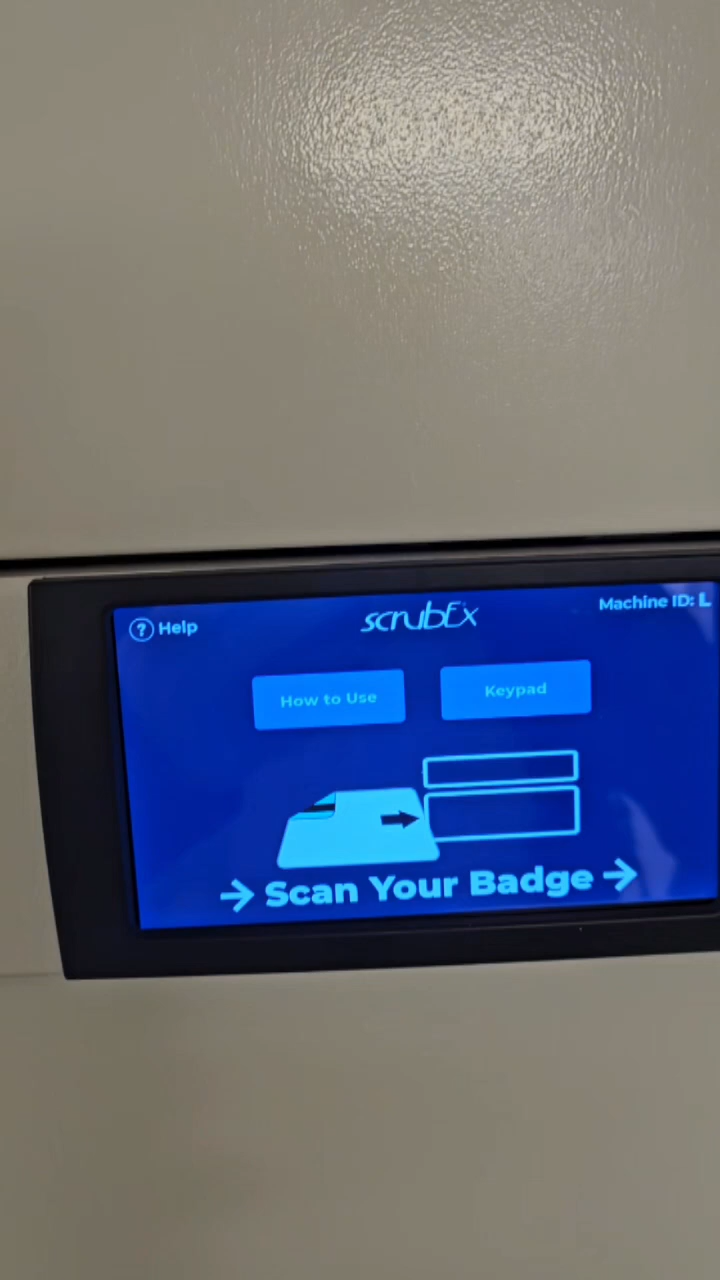 ? Help
scrubEx
Machine ID: L
How to Use
Keypad
→ Scan Your Badge →